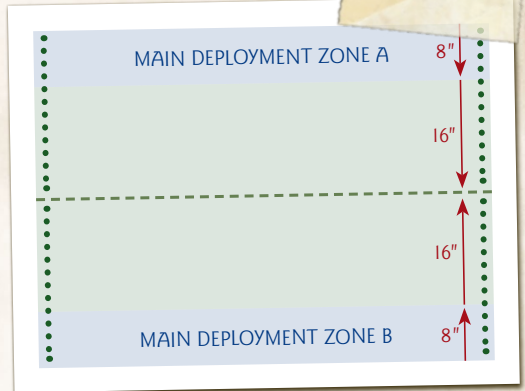 MAIN DEPLOYMENT ZONE A
8"
16"
16"
MAIN DEPLOYMENT ZONE B
8"